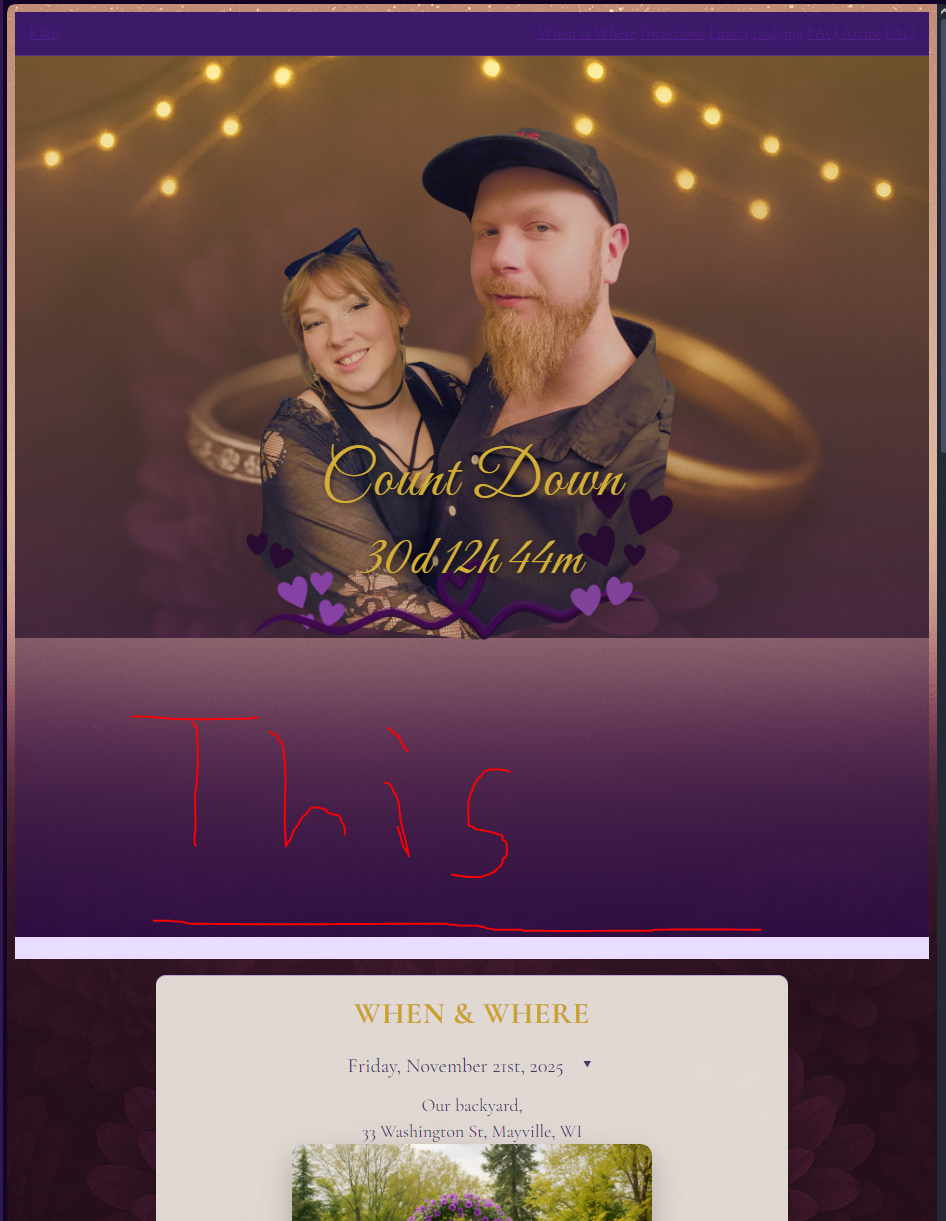 K&E
When & Where Directions Lunch Lodging FAQ Attire FAQ
Count Down
30d 12h 44m
This
WHEN & WHERE
Friday, November 21st, 2025 ▼
Our backyard,
33 Washington St, Mayville, WI